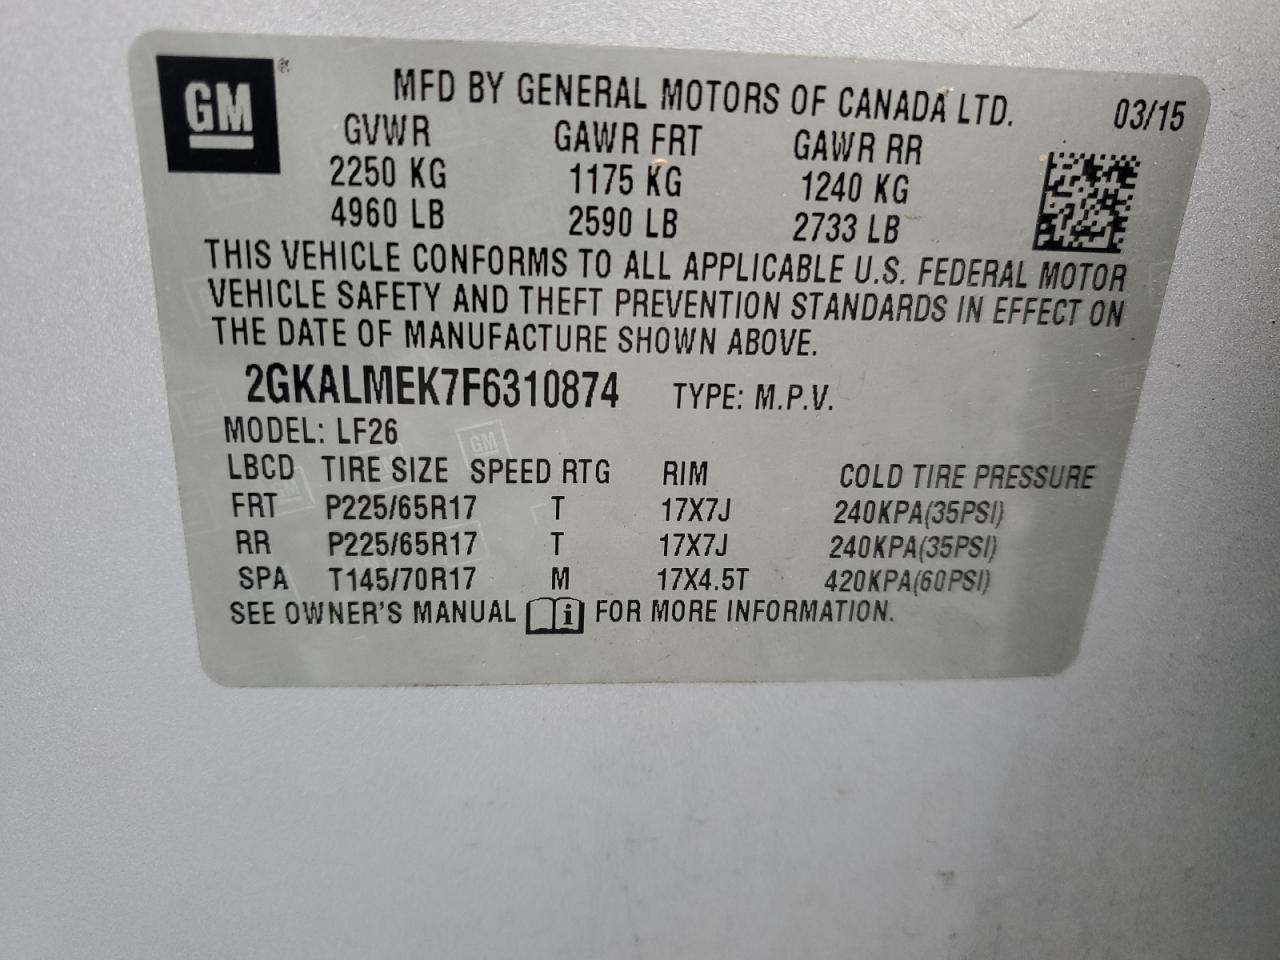 GM ®
MFD BY GENERAL MOTORS OF CANADA LTD. 03/15
GVWR GAWR FRT GAWR RR
2250 KG 1175 KG 1240 KG
4960 LB 2590 LB 2733 LB
THIS VEHICLE CONFORMS TO ALL APPLICABLE U.S. FEDERAL MOTOR
VEHICLE SAFETY AND THEFT PREVENTION STANDARDS IN EFFECT ON
THE DATE OF MANUFACTURE SHOWN ABOVE.
2GKALMEK7F6310874 TYPE: M.P.V.
MODEL: LF26
LBCD TIRE SIZE SPEED RTG RIM COLD TIRE PRESSURE
FRT P225/65R17 T 17X7J 240KPA(35PSI)
RR P225/65R17 T 17X7J 240KPA(35PSI)
SPA T145/70R17 M 17X4.5T 420KPA(60PSI)
SEE OWNER'S MANUAL i FOR MORE INFORMATION.